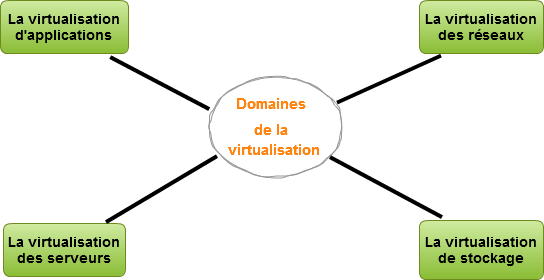 La virtualisation
d'applications
La virtualisation
des réseaux
Domaines
de la
virtualisation
La virtualisation
des serveurs
La virtualisation
de stockage